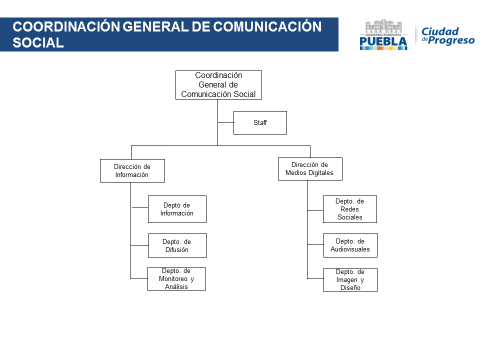 COORDINACIÓN GENERAL DE COMUNICACIÓN
SOCIAL
PUEBLA
Ciudad
deProgreso
Coordinación
General de
Comunicación Social
Staff
Dirección de
Información
Dirección de
Medios Digitales
Depto de
Información
Depto. de
Difusión
Depto. de
Monitoreo y
Análisis
Depto. de
Redes
Sociales
Depto. de
Audiovisuales
Depto. de
Imagen y
Diseño